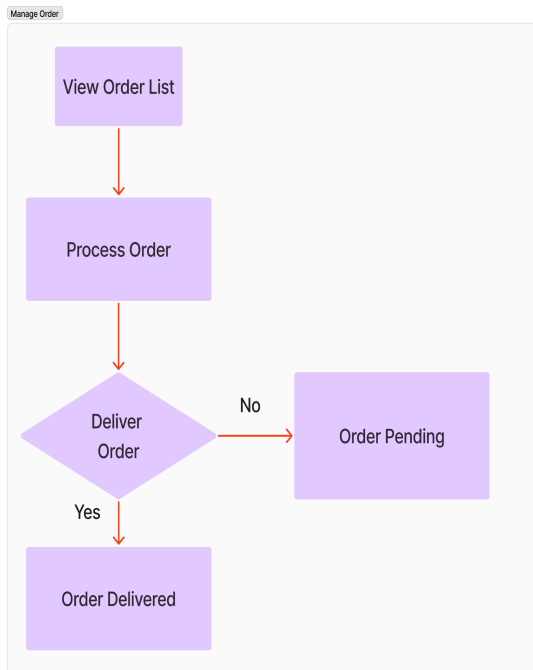 Manage Order
View Order List
Process Order
Deliver
Order
No
Order Pending
Yes
Order Delivered